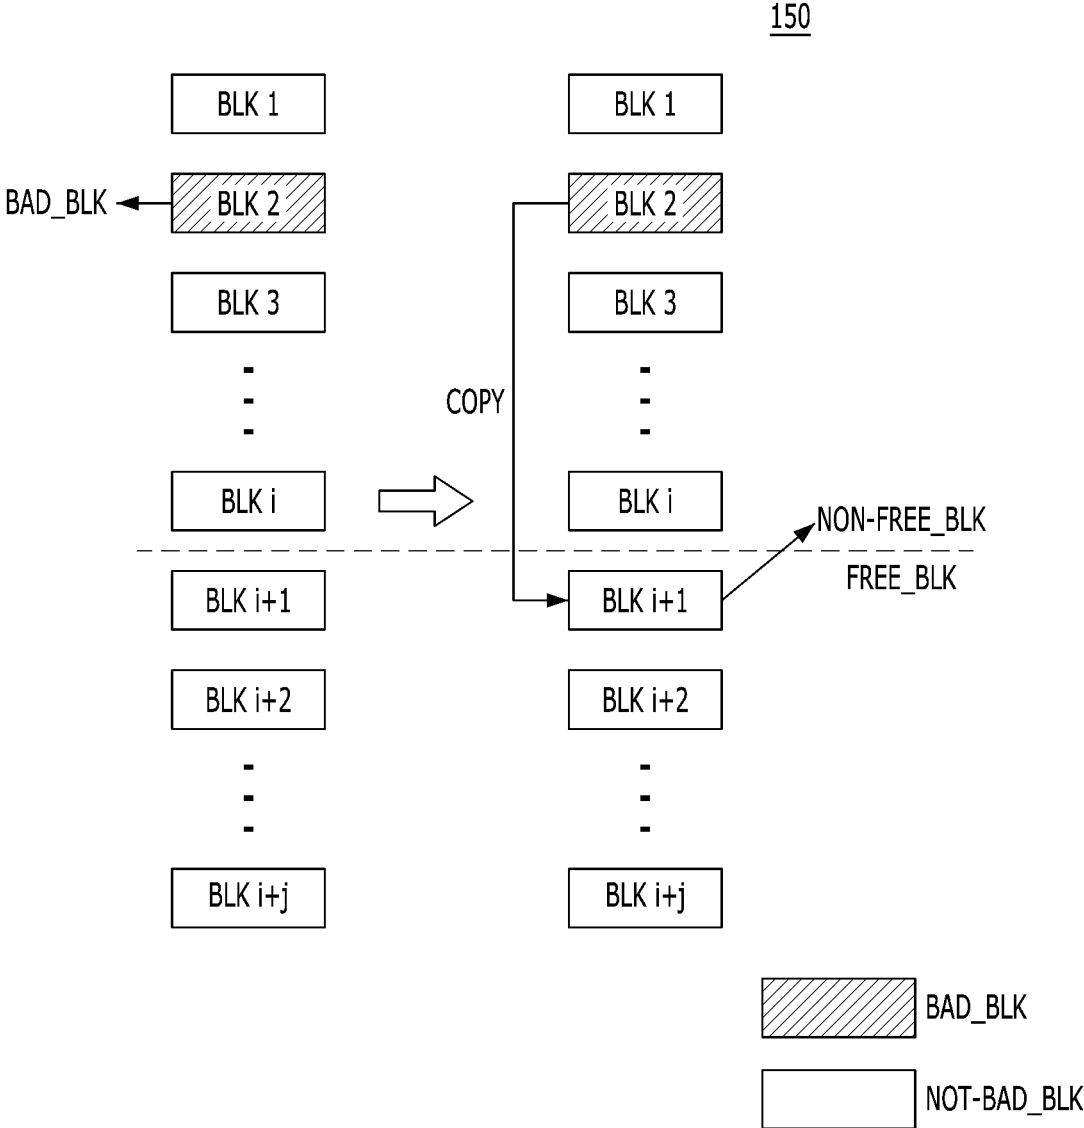 150
BLK 1
BLK 1
BAD_BLK
BLK 2
BLK 2
BLK 3
BLK 3
COPY
BLK i
BLK i
NON-FREE_BLK
FREE_BLK
BLK i+1
BLK i+1
BLK i+2
BLK i+2
BLK i+j
BLK i+j
BAD_BLK
NOT-BAD_BLK